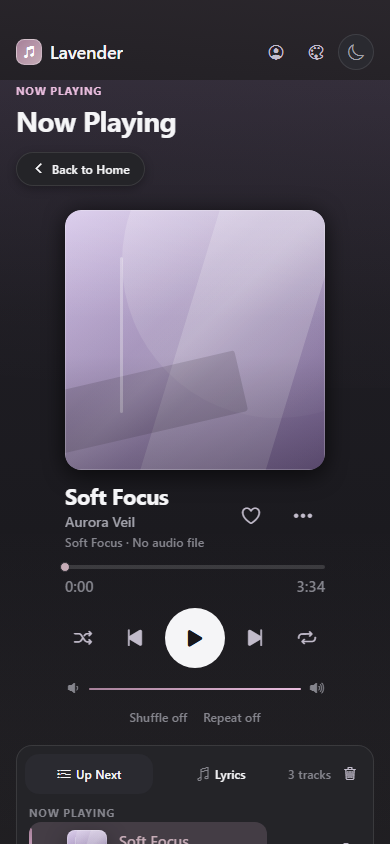 Lavender
NOW PLAYING
Now Playing
Back to Home
Soft Focus
Aurora Veil
Soft Focus · No audio file
0:00 3:34
Shuffle off Repeat off
Up Next Lyrics 3 tracks
NOW PLAYING
Soft Focus